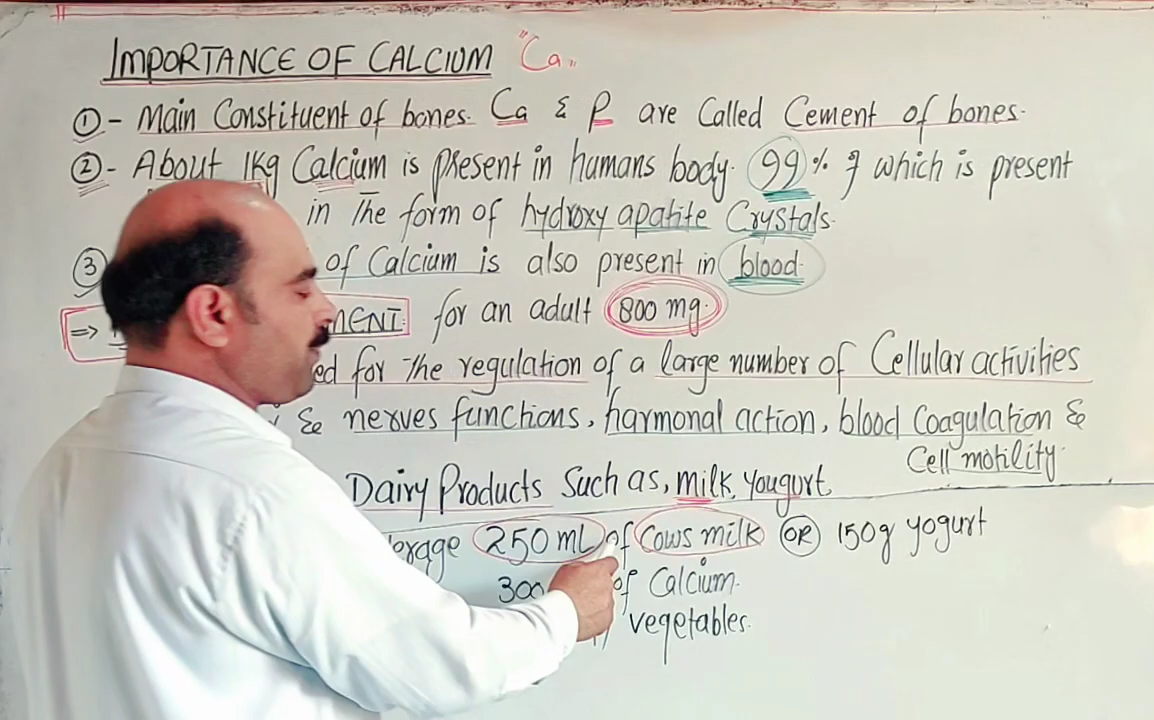 IMPORTANCE OF CALCIUM "Ca"
①- Main Constituent of bones. Ca & P are Called Cement of bones.
②- About 1Kg Calcium is present in humans body. 99% of which is present
in The form of hydroxy apatite Crystals.
③ of Calcium is also present in blood.
=> MENT: for an adult 800 mg.
ed for The regulation of a large number of Cellular activities
& nerves functions, harmonal action, blood Coagulation &
Cell motility.
Dairy Products Such as, milk, yougurt,
erage 250 mL of Cows milk OR 150g yogurt
300 of Calcium.
vegetables.